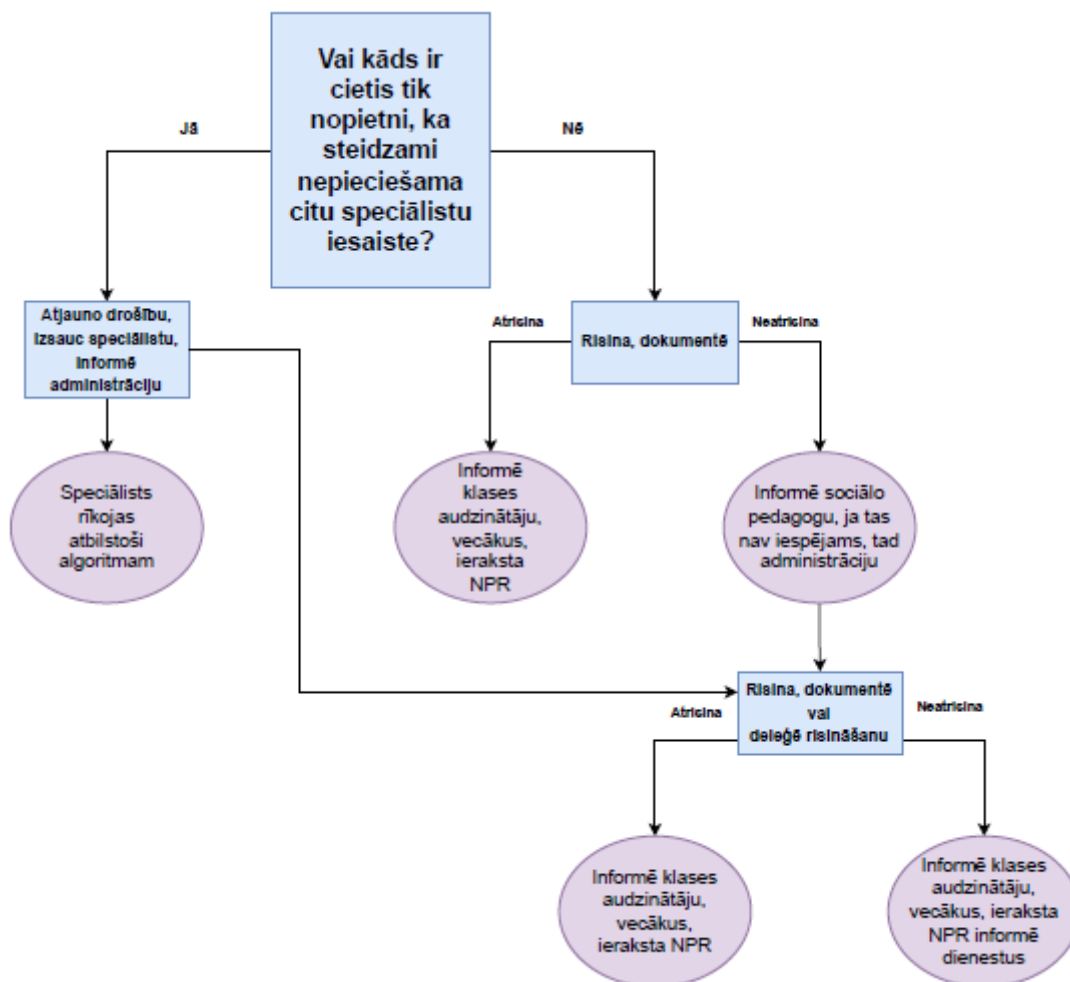 Vai kāds ir
cietis tik
nopietni, ka
steidzami
nepieciešama
citu speciālistu
iesaiste?
Jā
Nē
Atjauno drošību,
izsauc speciālistu,
informē
administrāciju
Atrisina
Risina, dokumentē
Neatrisina
Speciālists
rīkojas
atbilstoši
algoritmam
Informē
klases
audzinātāju,
vecākus,
ieraksta
NPR
Informē sociālo
pedagogu, ja tas
nav iespējams, tad
administrāciju
Atrisina
Risina, dokumentē
vai
deleģē risināšanu
Neatrisina
Informē klases
audzinātāju,
vecākus,
ieraksta NPR
Informē klases
audzinātāju,
vecākus, ieraksta
NPR informē
dienestus